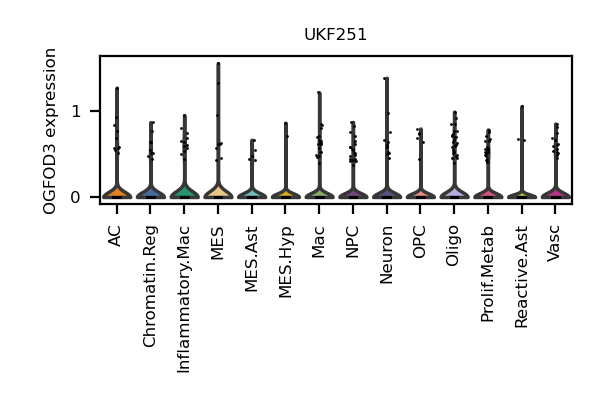 UKF251
OGFOD3 expression
1
0
AC
Chromatin.Reg
Inflammatory.Mac
MES
MES.Ast
MES.Hyp
Mac
NPC
Neuron
OPC
Oligo
Prolif.Metab
Reactive.Ast
Vasc